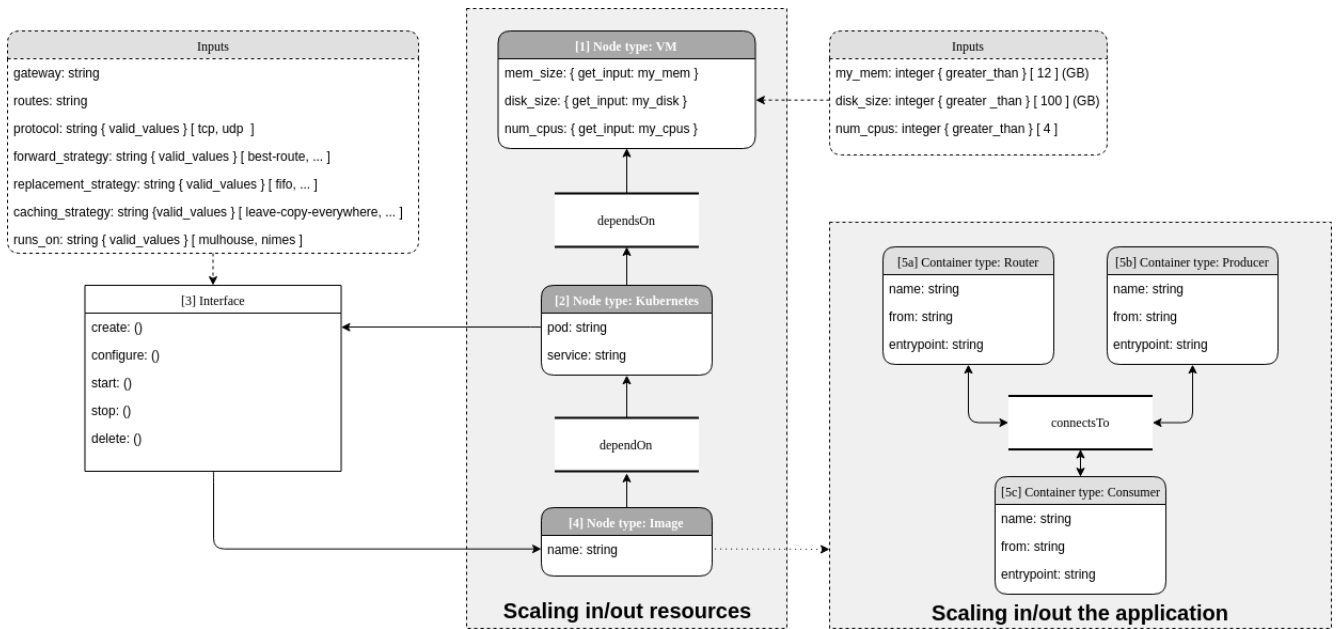 Inputs
gateway: string
routes: string
protocol: string { valid_values } [ tcp, udp  ]
forward_strategy: string { valid_values } [ best-route, ... ]
replacement_strategy: string { valid_values } [ fifo, ... ]
caching_strategy: string {valid_values } [ leave-copy-everywhere, ... ]
runs_on: string { valid_values } [ mulhouse, nimes ]
[3] Interface
create: ()
configure: ()
start: ()
stop: ()
delete: ()
[1] Node type: VM
mem_size: { get_input: my_mem }
disk_size: { get_input: my_disk }
num_cpus: { get_input: my_cpus }
dependsOn
[2] Node type: Kubernetes
pod: string
service: string
dependOn
[4] Node type: Image
name: string
Scaling in/out resources
Inputs
my_mem: integer { greater_than } [ 12 ] (GB)
disk_size: integer { greater _than } [ 100 ] (GB)
num_cpus: integer { greater_than } [ 4 ]
[5a] Container type: Router
name: string
from: string
entrypoint: string
[5b] Container type: Producer
name: string
from: string
entrypoint: string
connectsTo
[5c] Container type: Consumer
name: string
from: string
entrypoint: string
Scaling in/out the application